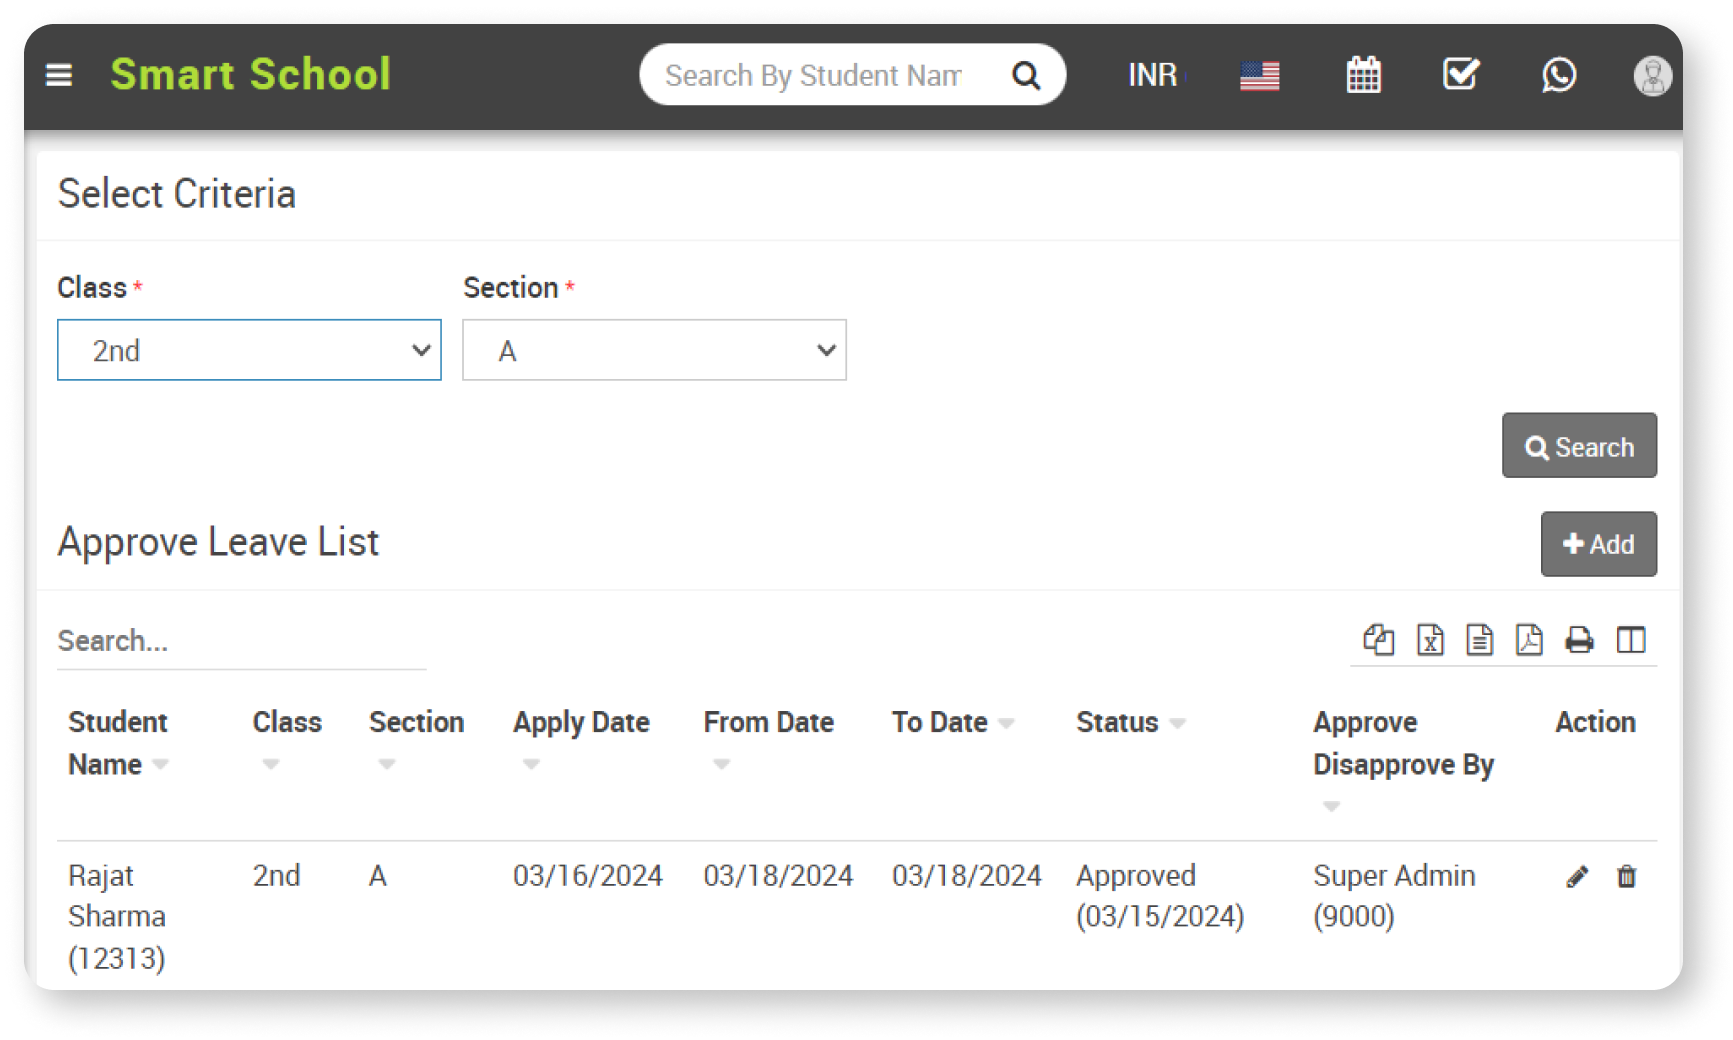 Smart School
Search By Student Nam
INR
Select Criteria
Class *
Section *
2nd
A
Search
Approve Leave List
Add
Search...
Student Name
Class
Section
Apply Date
From Date
To Date
Status
Approve Disapprove By
Action
Rajat Sharma (12313)
2nd
A
03/16/2024
03/18/2024
03/18/2024
Approved (03/15/2024)
Super Admin (9000)